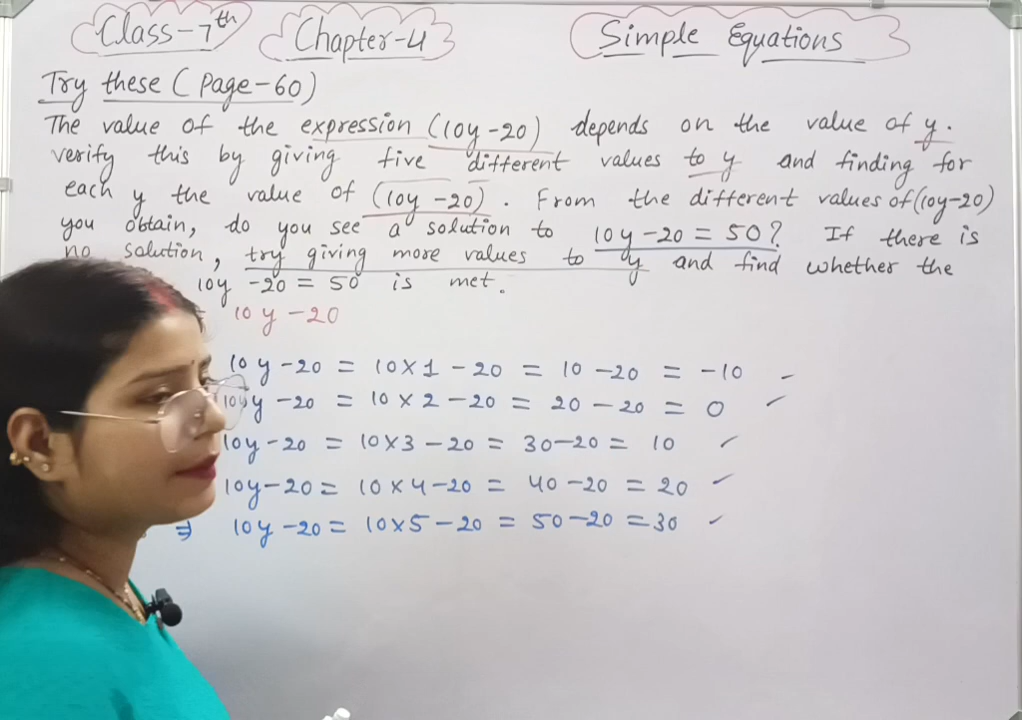 Class-7th Chapter-4 Simple Equations
Try these (Page-60)
The value of the expression (10y-20) depends on the value of y.
verify this by giving five different values to y and finding for
each y the value of (10y-20). From the different values of (10y-20)
you obtain, do you see a solution to 10y-20=50? If there is
no solution, try giving more values to y and find whether the
10y -20 = 50 is met.
10y-20
10y-20 = 10×1-20 = 10-20 = -10
10y-20 = 10×2-20 = 20-20 = 0
10y-20 = 10×3-20 = 30-20 = 10
10y-20 = 10×4-20 = 40-20 = 20
⇒ 10y-20 = 10×5-20 = 50-20 = 30